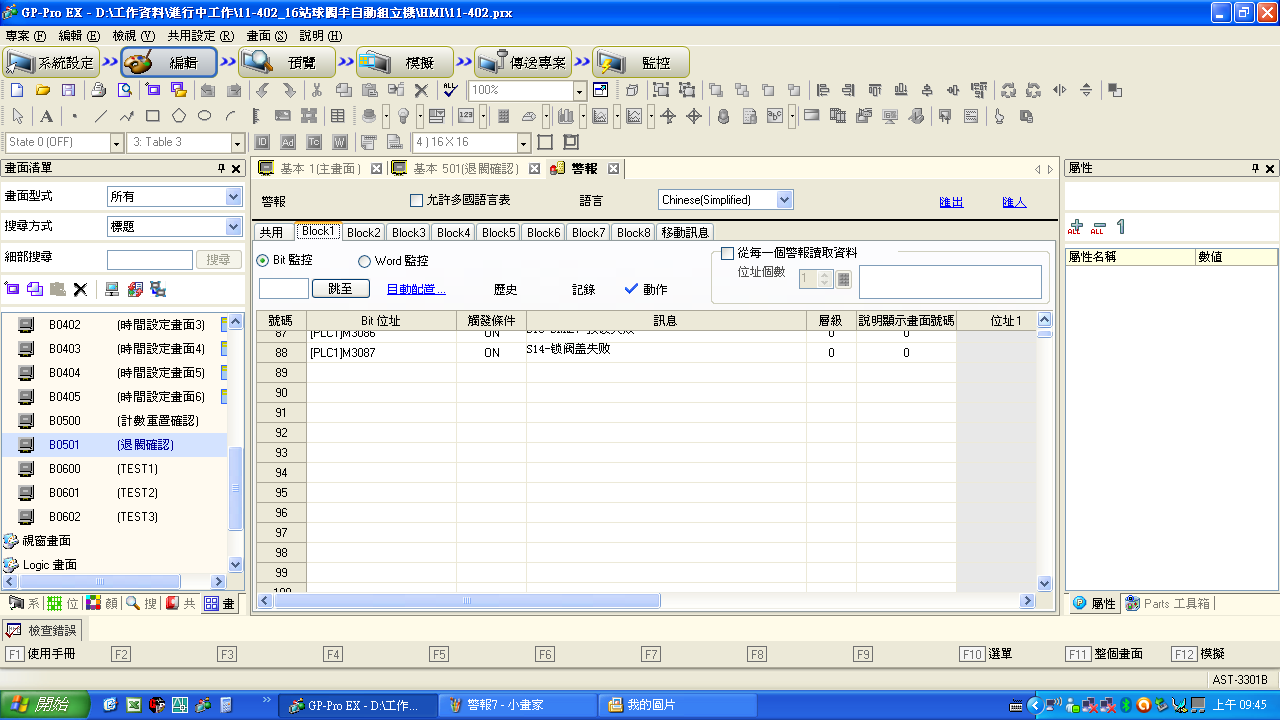 GP-Pro EX - D:\工作資料\進行中工作\11-402_16站球閥半自動組立機\HMI\11-402.prx
專案 (F) 編輯 (E) 檢視 (Y) 共用設定 (R) 畫面 (S) 說明 (H)
系統設定 編輯 預覽 模擬 傳送專案 監控
100%
State 0 (OFF) 3: Table 3 ID Ad Tc W 4 ) 16 X 16
畫面清單
畫面型式 所有
搜尋方式 標題
細部搜尋 搜尋
B0402 (時間設定畫面3)
B0403 (時間設定畫面4)
B0404 (時間設定畫面5)
B0405 (時間設定畫面6)
B0500 (計數重置確認)
B0501 (退閥確認)
B0600 (TEST1)
B0601 (TEST2)
B0602 (TEST3)
視窗畫面
Logic 畫面
系 位 顏 搜 共 畫
基本 1(主畫面) 基本 501(退閥確認) 警報
警報 允許多國語言表 語言 Chinese(Simplified) 匯出 匯入
共用 Block1 Block2 Block3 Block4 Block5 Block6 Block7 Block8 移動訊息
Bit 監控 Word 監控
跳至 自動配置... 歷史 記錄 動作
從每一個警報讀取資料
位址個數 1
號碼 Bit 位址 觸發條件 訊息 層級 說明顯示畫面號碼 位址1
87 [PLC1]M3086 ON 0 0
88 [PLC1]M3087 ON S14-锁阀盖失败 0 0
89
90
91
92
93
94
95
96
97
98
99
100
屬性
ALL ALL 1
屬性名稱 數值
屬性 Parts 工具箱
檢查錯誤
F1 使用手冊 F2 F3 F4 F5 F6 F7 F8 F9 F10 選單 F11 整個畫面 F12 模擬
AST-3301B
開始 GP-Pro EX - D:\工作... 警報7 - 小畫家 我的圖片 上午 09:45